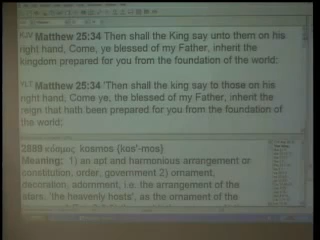 KJV Matthew 25:34 Then shall the King say unto them on his
right hand, Come, ye blessed of my Father, inherit the
kingdom prepared for you from the foundation of the world:
YLT Matthew 25:34 'Then shall the king say to those on his
right hand, Come ye, the blessed of my Father, inherit the
reign that hath been prepared for you from the foundation of
the world;
2889 κόσμος kosmos {kos'-mos}
Meaning: 1) an apt and harmonious arrangement or
constitution, order, government 2) ornament,
decoration, adornment, i.e. the arrangement of the
stars, 'the heavenly hosts', as the ornament of the